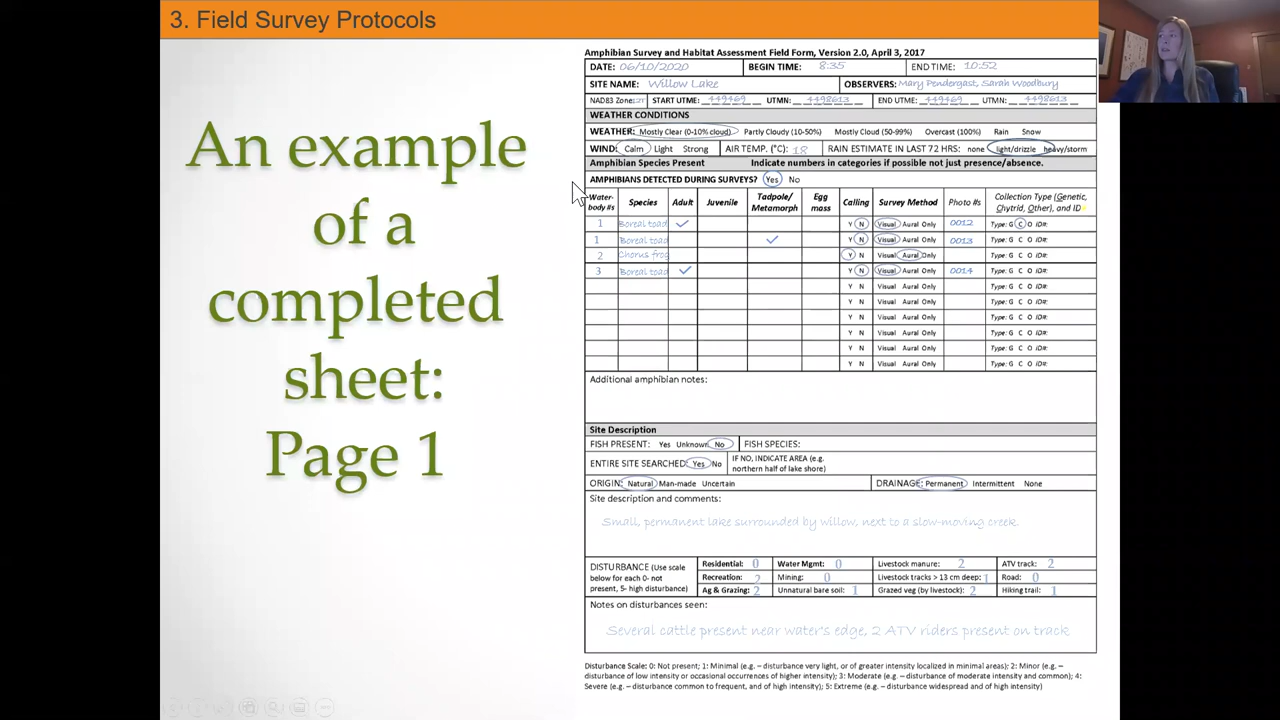 3. Field Survey Protocols
An example
of a
completed
sheet:
Page 1
Amphibian Survey and Habitat Assessment Field Form, Version 2.0, April 3, 2017
DATE: 06/10/2020 BEGIN TIME: 8:35 END TIME: 10:52
SITE NAME: Willow Lake OBSERVERS: Mary Pendergast, Sarah Woodbury
NAD83 Zone: START UTME: 449469 UTMN: 4498613 END UTME: 449469 UTMN: 4498613
WEATHER CONDITIONS
WEATHER: Mostly Clear (0-10% cloud) Partly Cloudy (10-50%) Mostly Cloud (50-99%) Overcast (100%) Rain Snow
WIND: Calm Light Strong AIR TEMP. (°C): 18 RAIN ESTIMATE IN LAST 72 HRS: none light/drizzle heavy/storm
Amphibian Species Present Indicate numbers in categories if possible not just presence/absence.
AMPHIBIANS DETECTED DURING SURVEYS? Yes No
Water-body #s Species Adult Juvenile Tadpole/Metamorph Egg mass Calling Survey Method Photo #s Collection Type (Genetic, Chytrid, Other), and ID#
1 Boreal toad ✓ Y N Visual Aural Only 0012 Type: G C O ID#:
1 Boreal toad ✓ Y N Visual Aural Only 0013 Type: G C O ID#:
2 Chorus frog Y N Visual Aural Only Type: G C O ID#:
3 Boreal toad ✓ Y N Visual Aural Only 0014 Type: G C O ID#:
Y N Visual Aural Only Type: G C O ID#:
Y N Visual Aural Only Type: G C O ID#:
Y N Visual Aural Only Type: G C O ID#:
Y N Visual Aural Only Type: G C O ID#:
Y N Visual Aural Only Type: G C O ID#:
Y N Visual Aural Only Type: G C O ID#:
Additional amphibian notes:
Site Description
FISH PRESENT: Yes Unknown No FISH SPECIES:
ENTIRE SITE SEARCHED: Yes No IF NO, INDICATE AREA (e.g. northern half of lake shore)
ORIGIN: Natural Man-made Uncertain DRAINAGE: Permanent Intermittent None
Site description and comments:
Small, permanent lake surrounded by willow, next to a slow-moving creek.
DISTURBANCE (Use scale below for each 0- not present, 5- high disturbance)
Residential: 0 Water Mgmt: 0 Livestock manure: 2 ATV track: 2
Recreation: 2 Mining: 0 Livestock tracks > 13 cm deep: 1 Road: 0
Ag & Grazing: 2 Unnatural bare soil: 1 Grazed veg (by livestock): 2 Hiking trail: 1
Notes on disturbances seen:
Several cattle present near water's edge, 2 ATV riders present on track
Disturbance Scale: 0: Not present; 1: Minimal (e.g. – disturbance very light, or of greater intensity localized in minimal areas); 2: Minor (e.g. –
disturbance of low intensity or occasional occurrences of higher intensity); 3: Moderate (e.g. – disturbance of moderate intensity and common); 4:
Severe (e.g. – disturbance common to frequent, and of high intensity); 5: Extreme (e.g. – disturbance widespread and of high intensity)